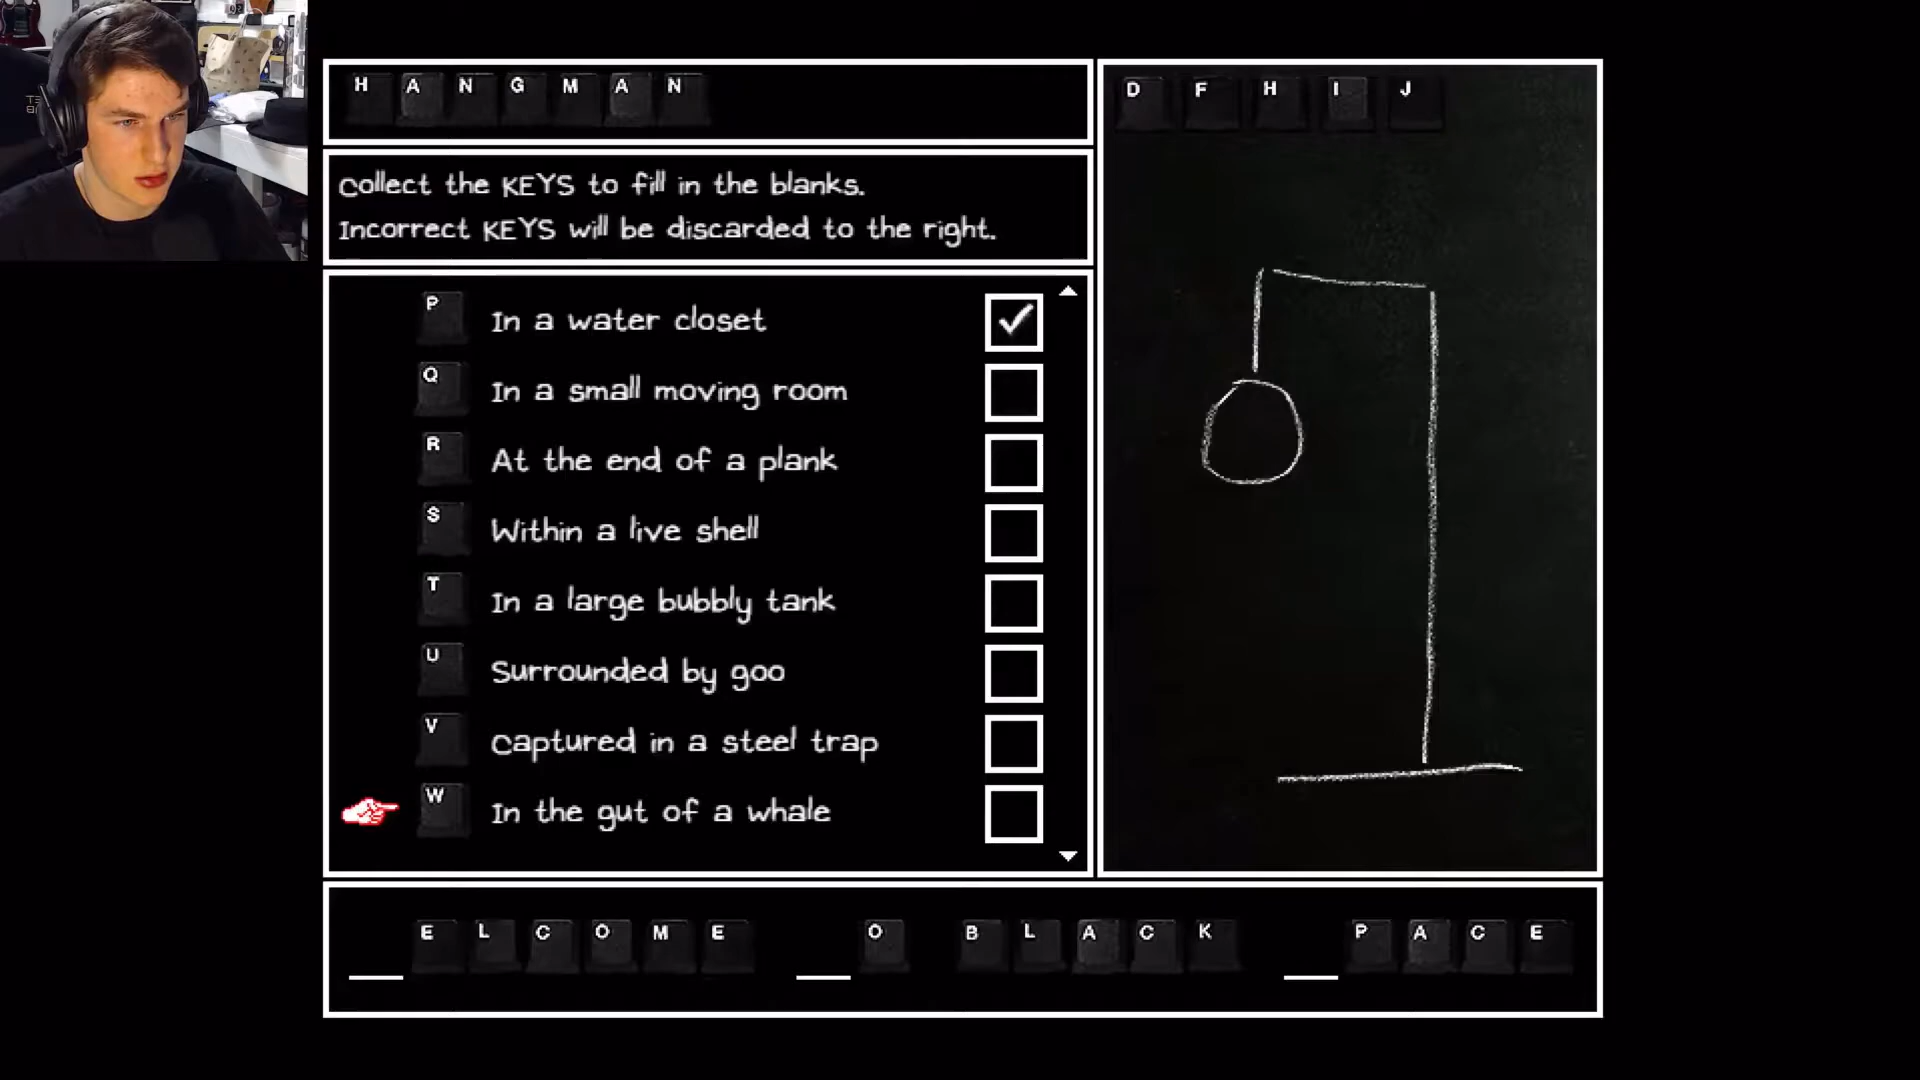 H A N G M A N
Collect the KEYS to fill in the blanks.
Incorrect KEYS will be discarded to the right.
P In a water closet
Q In a small moving room
R At the end of a plank
S Within a live shell
T In a large bubbly tank
U Surrounded by goo
V Captured in a steel trap
W In the gut of a whale
D F H I J
_ E L C O M E _ O B L A C K _ P A C E